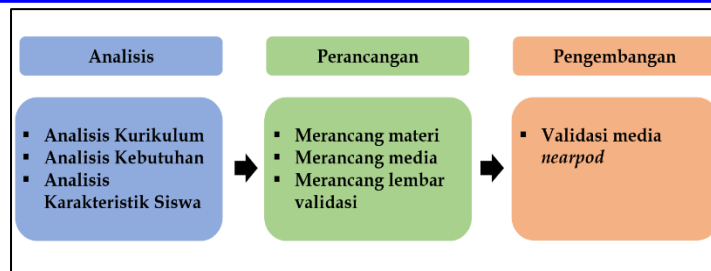 Analisis
Perancangan
Pengembangan
▪ Analisis Kurikulum
▪ Analisis Kebutuhan
▪ Analisis
Karakteristik Siswa
▪ Merancang materi
▪ Merancang media
▪ Merancang lembar
validasi
▪ Validasi media
nearpod